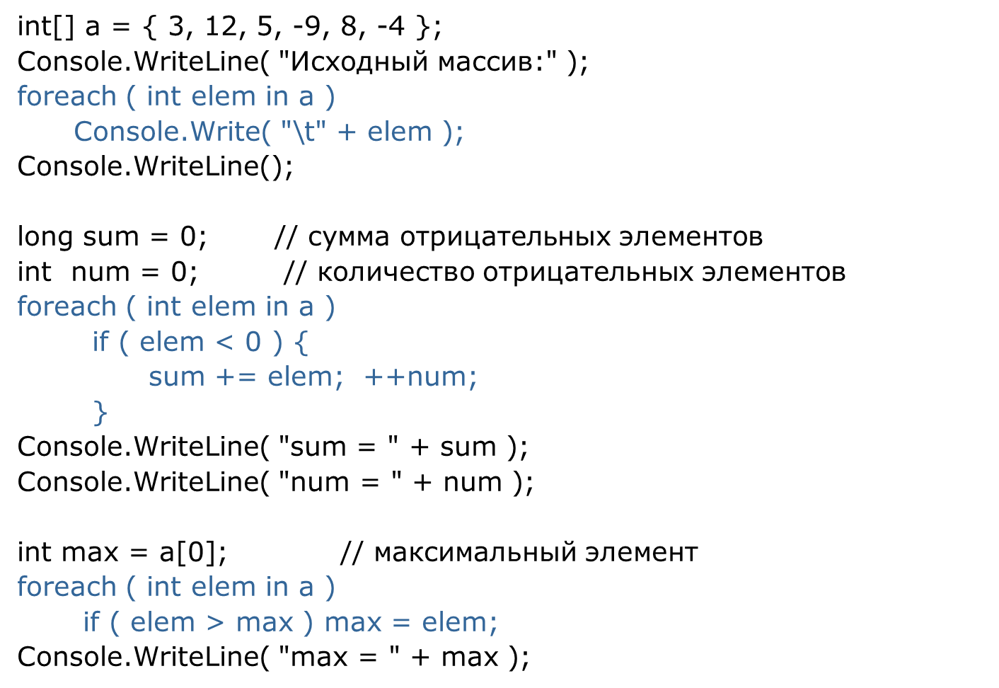 int[] a = { 3, 12, 5, -9, 8, -4 };
Console.WriteLine( "Исходный массив:" );
foreach ( int elem in a )
Console.Write( "\t" + elem );
Console.WriteLine();
long sum = 0; // сумма отрицательных элементов
int num = 0; // количество отрицательных элементов
foreach ( int elem in a )
if ( elem < 0 ) {
sum += elem; ++num;
}
Console.WriteLine( "sum = " + sum );
Console.WriteLine( "num = " + num );
int max = a[0]; // максимальный элемент
foreach ( int elem in a )
if ( elem > max ) max = elem;
Console.WriteLine( "max = " + max );